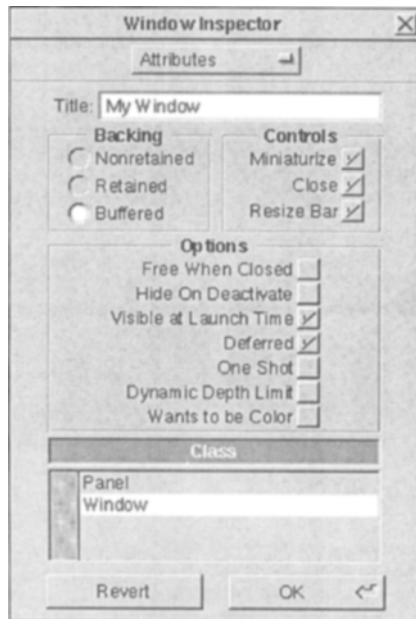 Window Inspector
Attributes
Title: My Window
Backing
Nonretained
Retained
Buffered
Controls
Miniaturize
Close
Resize Bar
Options
Free When Closed
Hide On Deactivate
Visible at Launch Time
Deferred
One Shot
Dynamic Depth Limit
Wants to be Color
Class
Panel
Window
Revert
OK